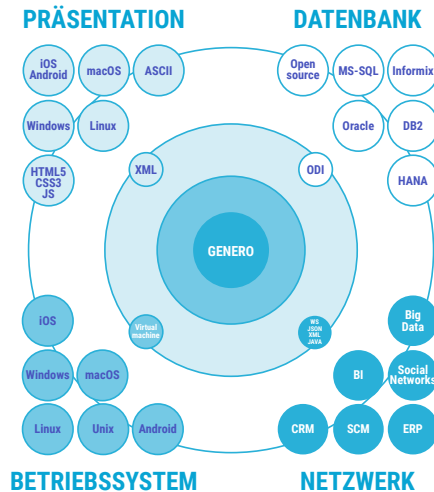 PRÄSENTATION
DATENBANK
iOS
Android
macOS
ASCII
Open
source
MS-SQL
Informix
Windows
Linux
Oracle
DB2
HTML5
CSS3
JS
XML
ODI
HANA
GENERO
iOS
Virtual
machine
WS
JSON
XML
JAVA
Big
Data
Windows
macOS
BI
Social
Networks
Linux
Unix
Android
CRM
SCM
ERP
BETRIEBSSYSTEM
NETZWERK